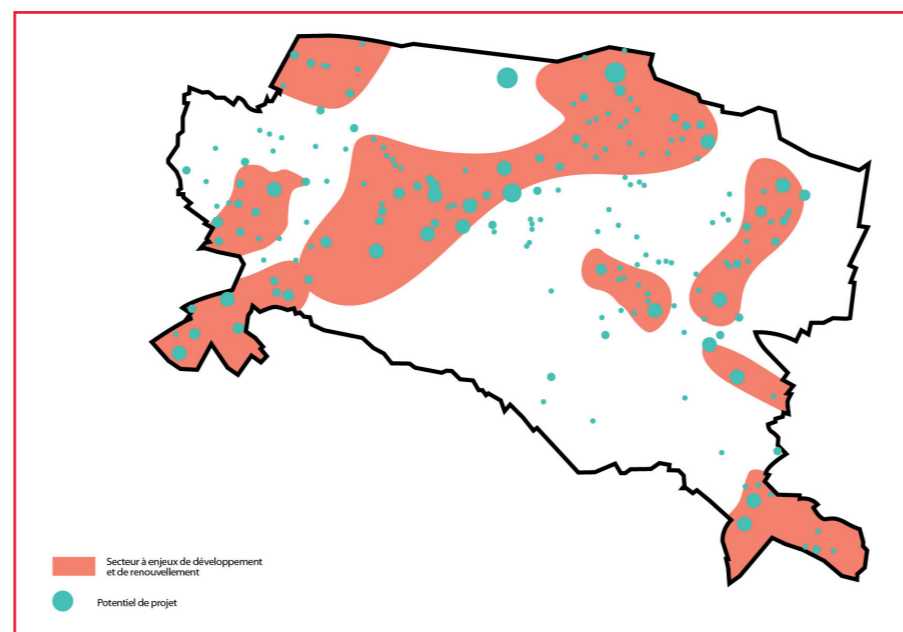 Secteur à enjeux de développement
et de renouvellement
Potentiel de projet